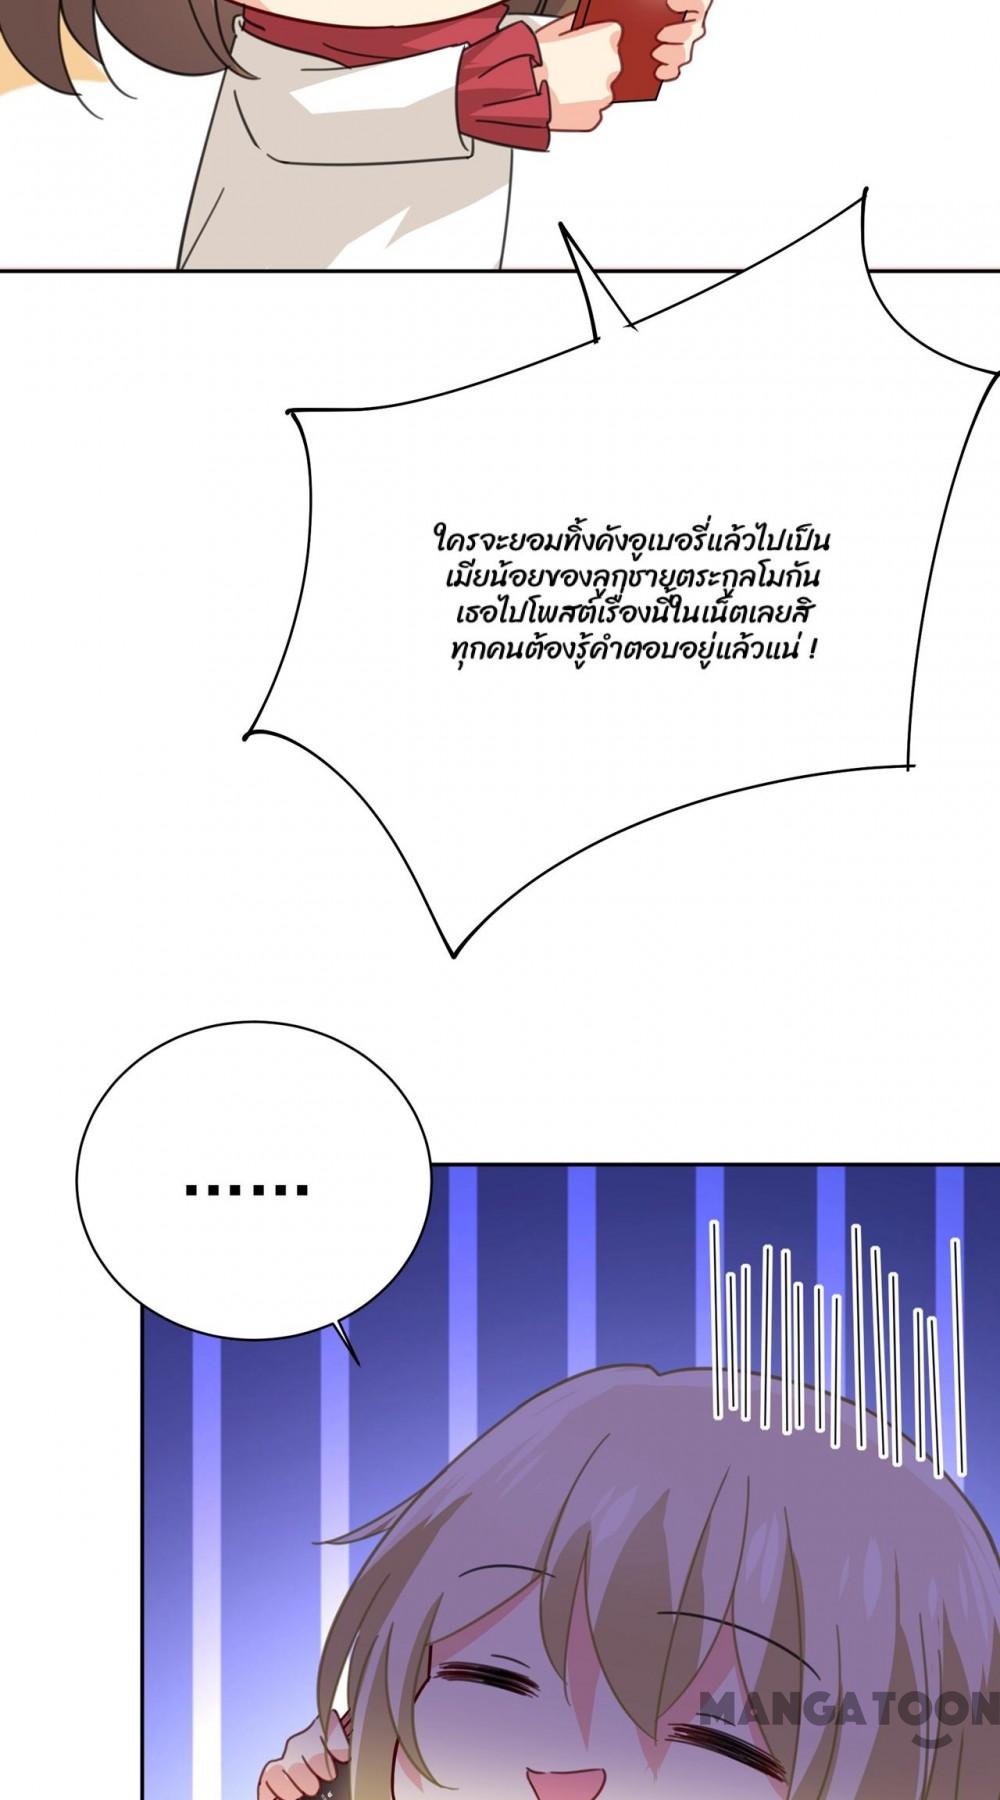 ใครจะยอมทิ้งคังอูเบอรี่แล้วไปเป็น
เมียน้อยของลูกชายตระกูลโมกัน
เธอไปโพสต์เรื่องนี้ในเน็ตเลยสิ
ทุกคนต้องรู้คำตอบอยู่แล้วแน่ !
......
MANGATOON